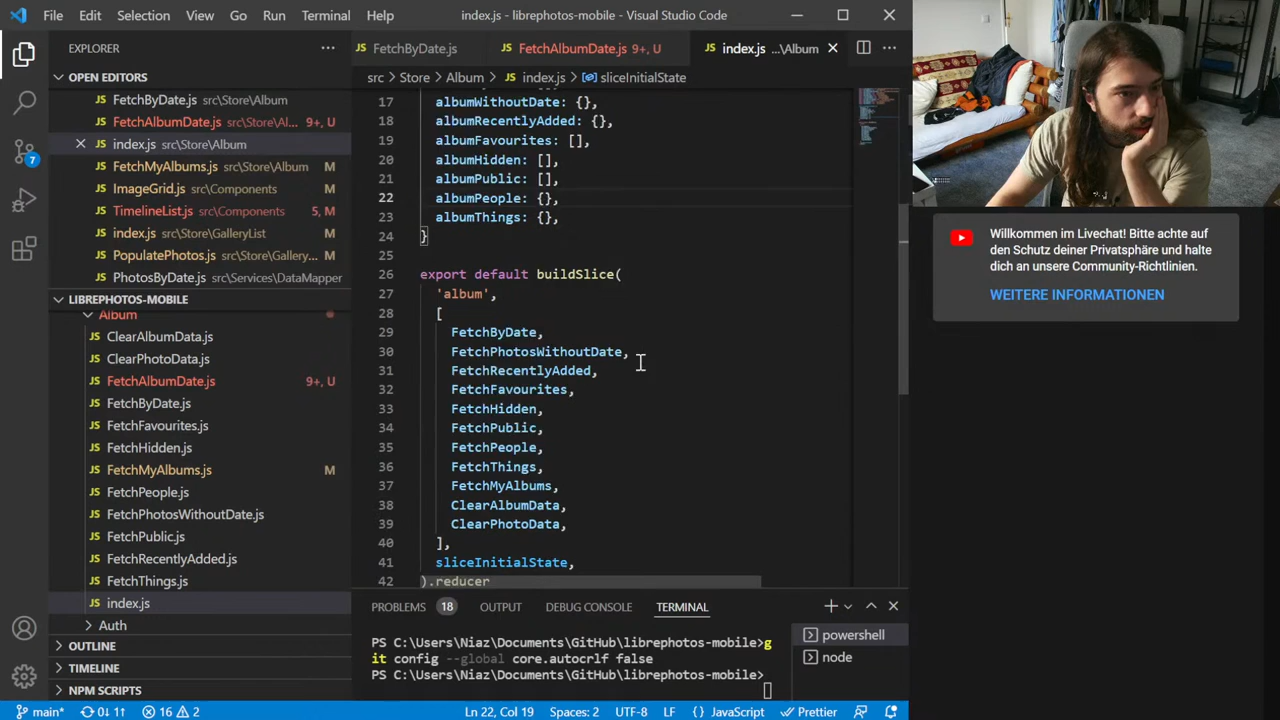 File Edit Selection View Go Run Terminal Help
index.js - librephotos-mobile - Visual Studio Code
EXPLORER
FetchByDate.js
FetchAlbumDate.js 9+, U
index.js ...\Album
OPEN EDITORS
src > Store > Album > index.js > sliceInitialState
FetchByDate.js src\Store\Album
FetchAlbumDate.js src\Store\Al... 9+, U
index.js src\Store\Album
FetchMyAlbums.js src\Store\Album M
ImageGrid.js src\Components M
TimelineList.js src\Components 5, M
index.js src\GalleryList M
PopulatePhotos.js src\Store\Gallery... M
PhotosByDate.js src\Services\DataMapper
LIBREPHOTOS-MOBILE
Album
ClearAlbumData.js
ClearPhotoData.js
FetchAlbumDate.js 9+, U
FetchByDate.js
FetchFavourites.js
FetchHidden.js
FetchMyAlbums.js M
FetchPeople.js
FetchPhotosWithoutDate.js
FetchPublic.js
FetchRecentlyAdded.js
FetchThings.js
index.js
Auth
OUTLINE
TIMELINE
NPM SCRIPTS
7
17 albumWithoutDate: {},
18 albumRecentlyAdded: {},
19 albumFavourites: [],
20 albumHidden: [],
21 albumPublic: [],
22 albumPeople: {},
23 albumThings: {},
24 }
25
26 export default buildSlice(
27 'album',
28 [
29 FetchByDate,
30 FetchPhotosWithoutDate,
31 FetchRecentlyAdded,
32 FetchFavourites,
33 FetchHidden,
34 FetchPublic,
35 FetchPeople,
36 FetchThings,
37 FetchMyAlbums,
38 ClearAlbumData,
39 ClearPhotoData,
40 ],
41 sliceInitialState,
42 ).reducer
PROBLEMS 18 OUTPUT DEBUG CONSOLE TERMINAL
PS C:\Users\Niaz\Documents\GitHub\librephotos-mobile>g
it config --global core.autocrlf false
PS C:\Users\Niaz\Documents\GitHub\librephotos-mobile>
powershell
node
main* 0↓ 1↑ 16 2 Ln 22, Col 19 Spaces: 2 UTF-8 LF {} JavaScript Prettier
Willkommen im Livechat! Bitte achte auf
den Schutz deiner Privatsphäre und halte
dich an unsere Community-Richtlinien.
WEITERE INFORMATIONEN